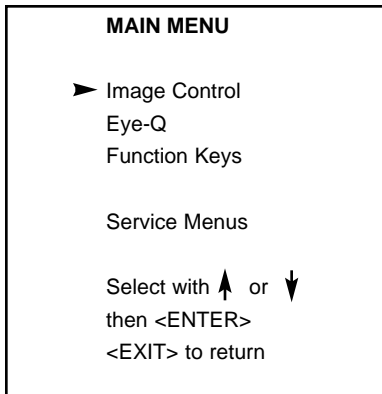 MAIN MENU
Image Control
Eye-Q
Function Keys
Service Menus
Select with or
then <ENTER>
<EXIT> to return